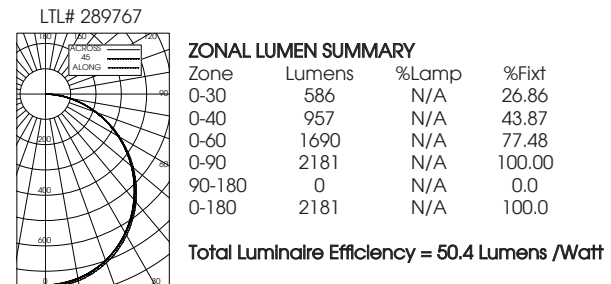 LTL# 289767
180 150 120
ACROSS
45
ALONG
90
200
60
400
600
0 30
ZONAL LUMEN SUMMARY
Zone Lumens %Lamp %Fixt
0-30 586 N/A 26.86
0-40 957 N/A 43.87
0-60 1690 N/A 77.48
0-90 2181 N/A 100.00
90-180 0 N/A 0.0
0-180 2181 N/A 100.0
Total Luminaire Efficiency = 50.4 Lumens /Watt